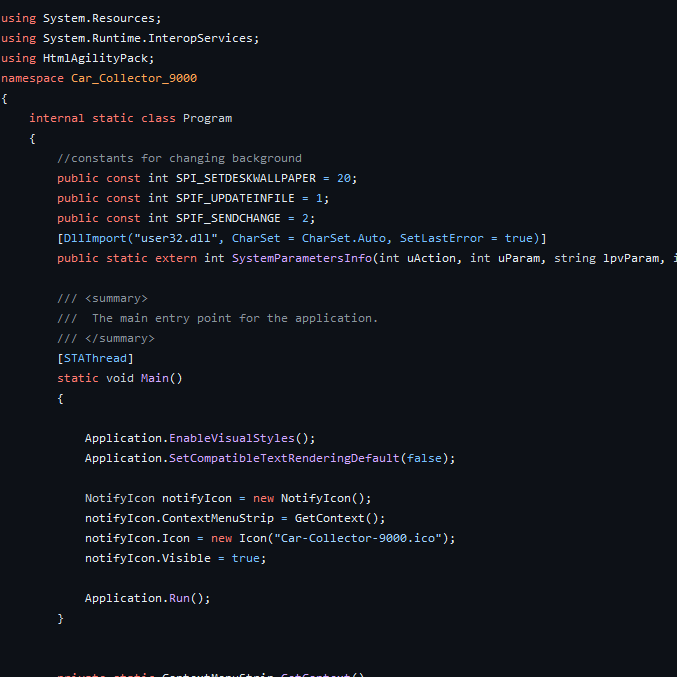 using System.Resources;
using System.Runtime.InteropServices;
using HtmlAgilityPack;
namespace Car_Collector_9000
{
    internal static class Program
    {
        //constants for changing background
        public const int SPI_SETDESKWALLPAPER = 20;
        public const int SPIF_UPDATEINFILE = 1;
        public const int SPIF_SENDCHANGE = 2;
        [DllImport("user32.dll", CharSet = CharSet.Auto, SetLastError = true)]
        public static extern int SystemParametersInfo(int uAction, int uParam, string lpvParam, i
        /// <summary>
        ///  The main entry point for the application.
        /// </summary>
        [STAThread]
        static void Main()
        {
            Application.EnableVisualStyles();
            Application.SetCompatibleTextRenderingDefault(false);
            NotifyIcon notifyIcon = new NotifyIcon();
            notifyIcon.ContextMenuStrip = GetContext();
            notifyIcon.Icon = new Icon("Car-Collector-9000.ico");
            notifyIcon.Visible = true;
            Application.Run();
        }
        private static ContextMenuStrip GetContext()